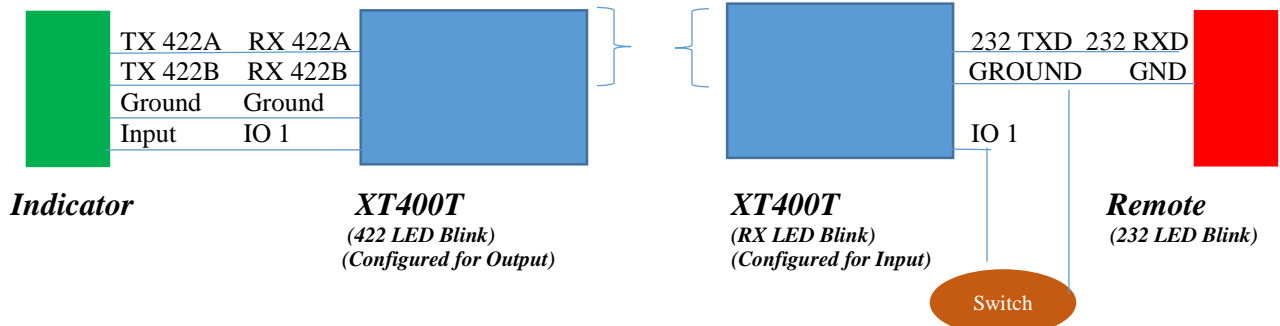 TX 422A RX 422A
TX 422B RX 422B
Ground Ground
Input IO 1
232 TXD 232 RXD
GROUND GND
IO 1
Indicator
XT400T
(422 LED Blink)
(Configured for Output)
XT400T
(RX LED Blink)
(Configured for Input)
Remote
(232 LED Blink)
Switch